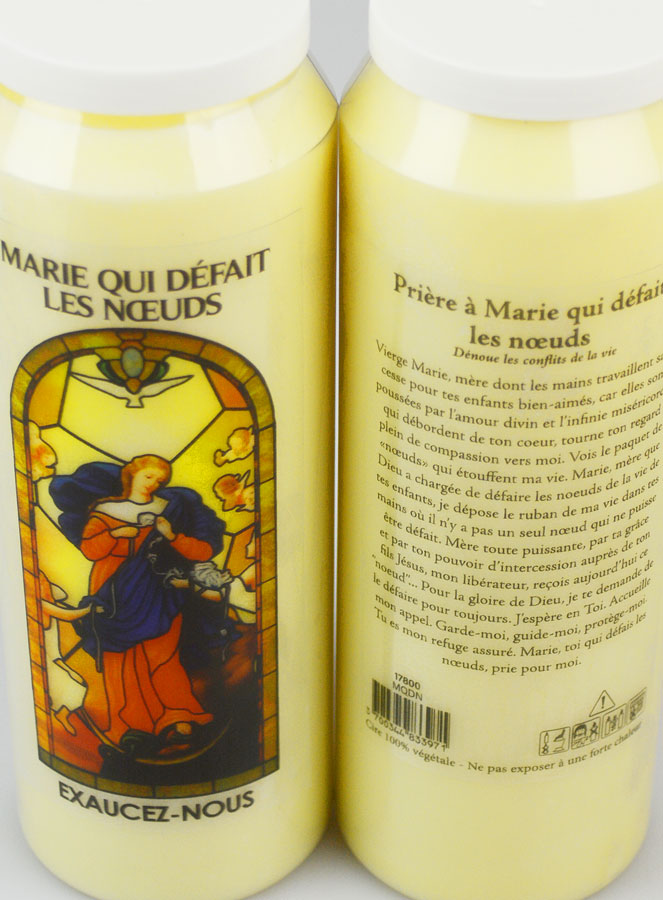 MARIE QUI DÉFAIT
LES NŒUDS
EXAUCEZ-NOUS
Prière à Marie qui défait
les nœuds
Dénoue les conflits de la vie
Vierge Marie, mère dont les mains travaillent s
cesse pour tes enfants bien-aimés, car elles son
poussées par l'amour divin et l'infinie miséricord
qui débordent de ton coeur, tourne ton regard
plein de compassion vers moi. Vois le paquet de
«nœuds» qui étouffent ma vie. Marie, mère que
Dieu a chargée de défaire les noeuds de la vie de
tes enfants, je dépose le ruban de ma vie dans tes
mains où il n'y a pas un seul nœud qui ne puisse
être défait. Mère toute puissante, par ta grâce
et par ton pouvoir d'intercession auprès de ton
fils Jésus, mon libérateur, reçois aujourd'hui ce
"noeud"... Pour la gloire de Dieu, je te demande de
le défaire pour toujours. J'espère en Toi. Accueille
mon appel. Garde-moi, guide-moi, protège-moi.
Tu es mon refuge assuré. Marie, toi qui défais les
nœuds, prie pour moi.
17800
MQDN
Cire 100% végétale - Ne pas exposer à une forte chaleur